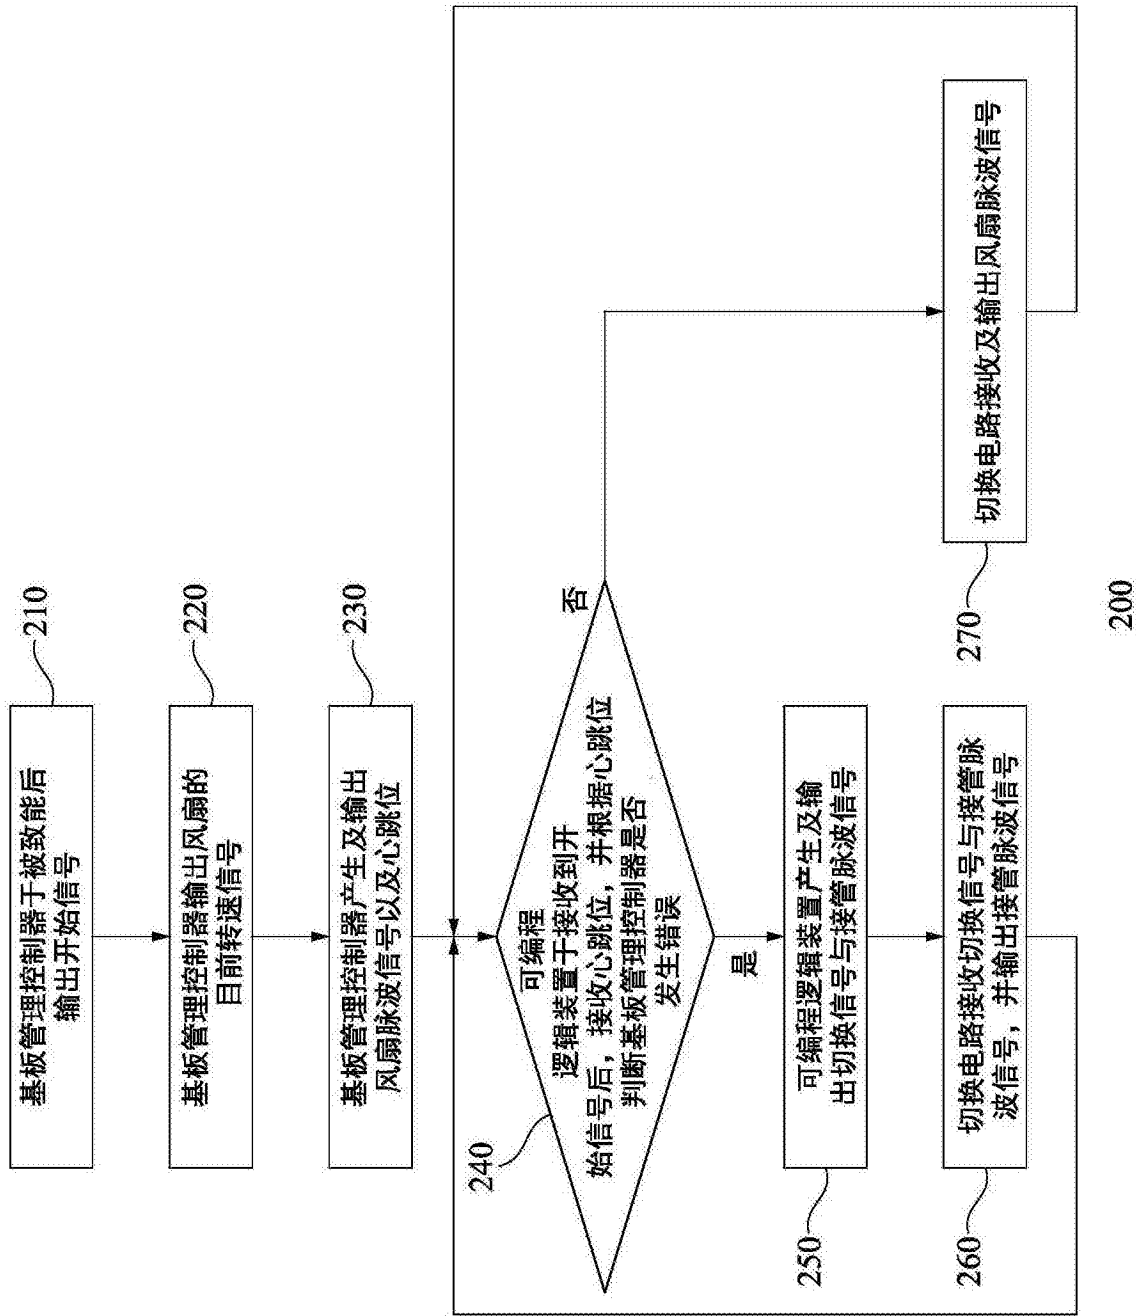 基板管理控制器于被致能后
输出开始信号
210
基板管理控制器输出风扇的
目前转速信号
220
基板管理控制器产生及输出
风扇脉波信号以及心跳位
230
240
可编程
逻辑装置于接收到开
始信号后，接收心跳位，并根据心跳位
判断基板管理控制器是否
发生错误
否
是
可编程逻辑装置产生及输
出切换信号与接管脉波信号
250
切换电路接收切换信号与接管脉
波信号，并输出接管脉波信号
260
切换电路接收及输出风扇脉波信号
270
200